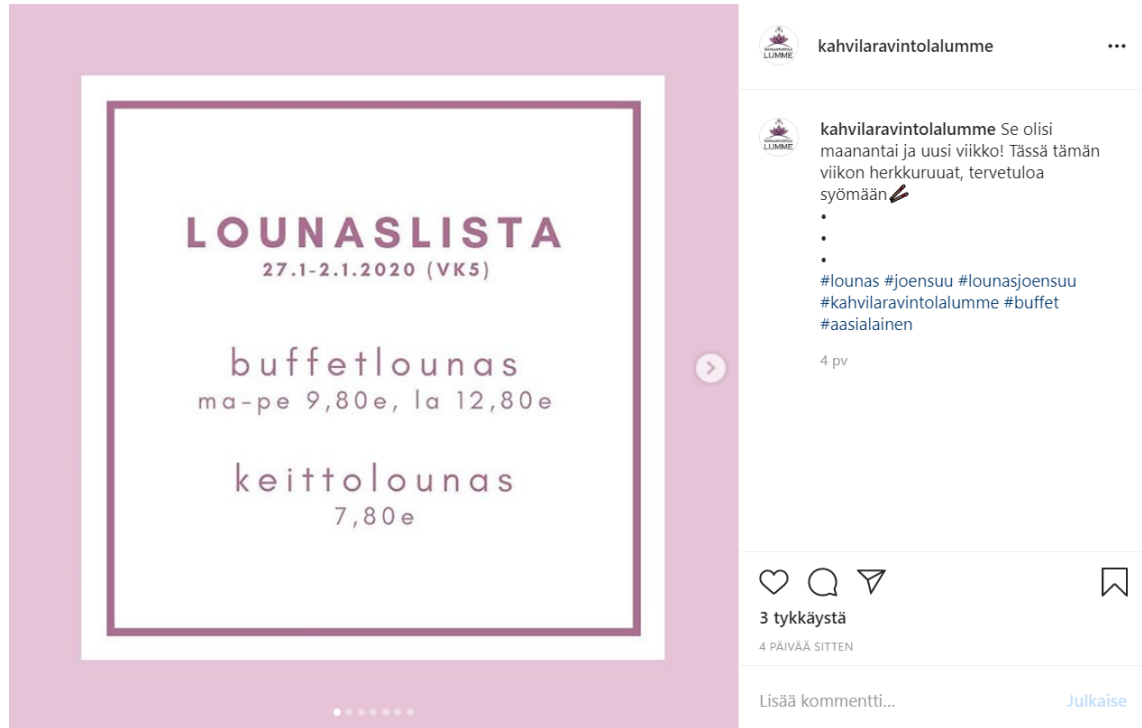 LOUNASLISTA
27.1-2.1.2020 (VK5)
buffetlounas
ma-pe 9,80e, la 12,80e
keittolounas
7,80e
LUMME
kahvilaravintolalumme
LUMME
kahvilaravintolalumme Se olisi
maanantai ja uusi viikko! Tässä tämän
viikon herkkuruuat, tervetuloa
syömään
•
•
•
#lounas #joensuu #lounasjoensuu
#kahvilaravintolalumme #buffet
#aasialainen
4 pv
3 tykkäystä
4 PÄIVÄÄ SITTEN
Lisää kommentti...
Julkaise